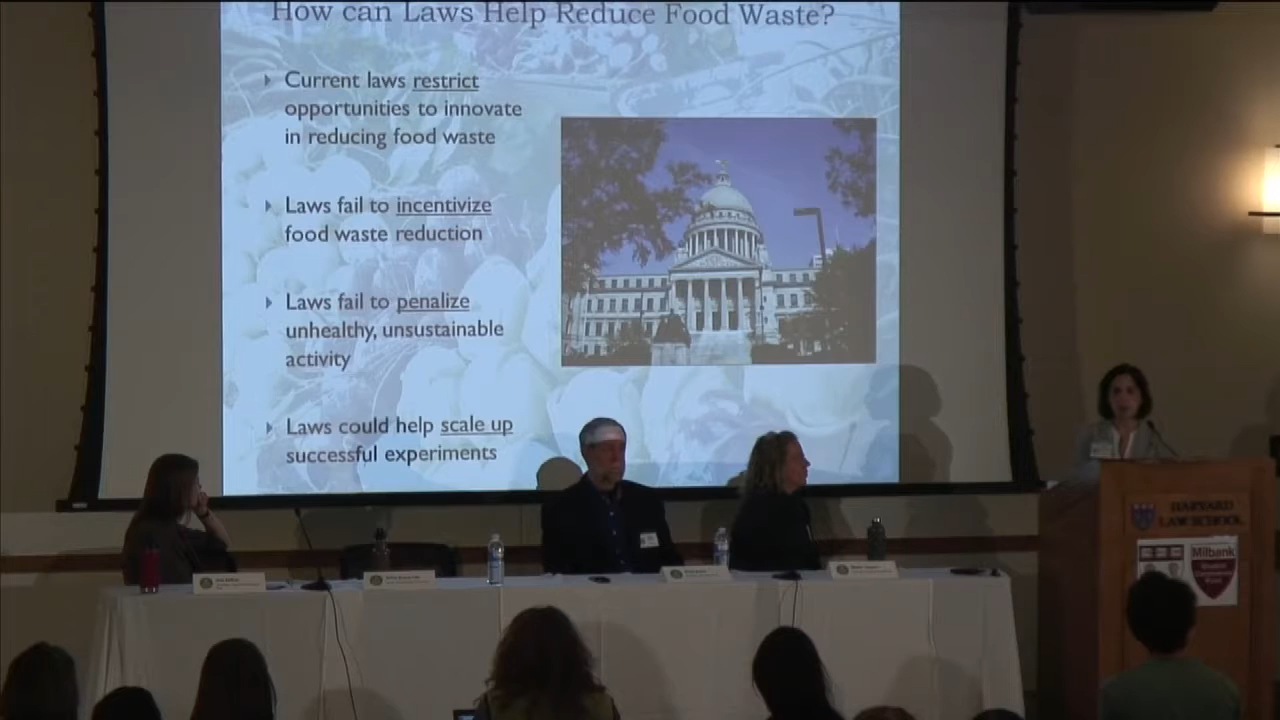 How can Laws Help Reduce Food Waste?
Current laws restrict
opportunities to innovate
in reducing food waste
Laws fail to incentivize
food waste reduction
Laws fail to penalize
unhealthy, unsustainable
activity
Laws could help scale up
successful experiments
HARVARD
LAW SCHOOL
Milbank